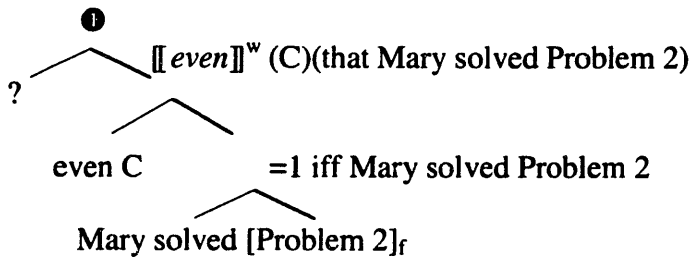 ❶
⟦even⟧ʷ (C)(that Mary solved Problem 2)
?
even C =1 iff Mary solved Problem 2
Mary solved [Problem 2]f